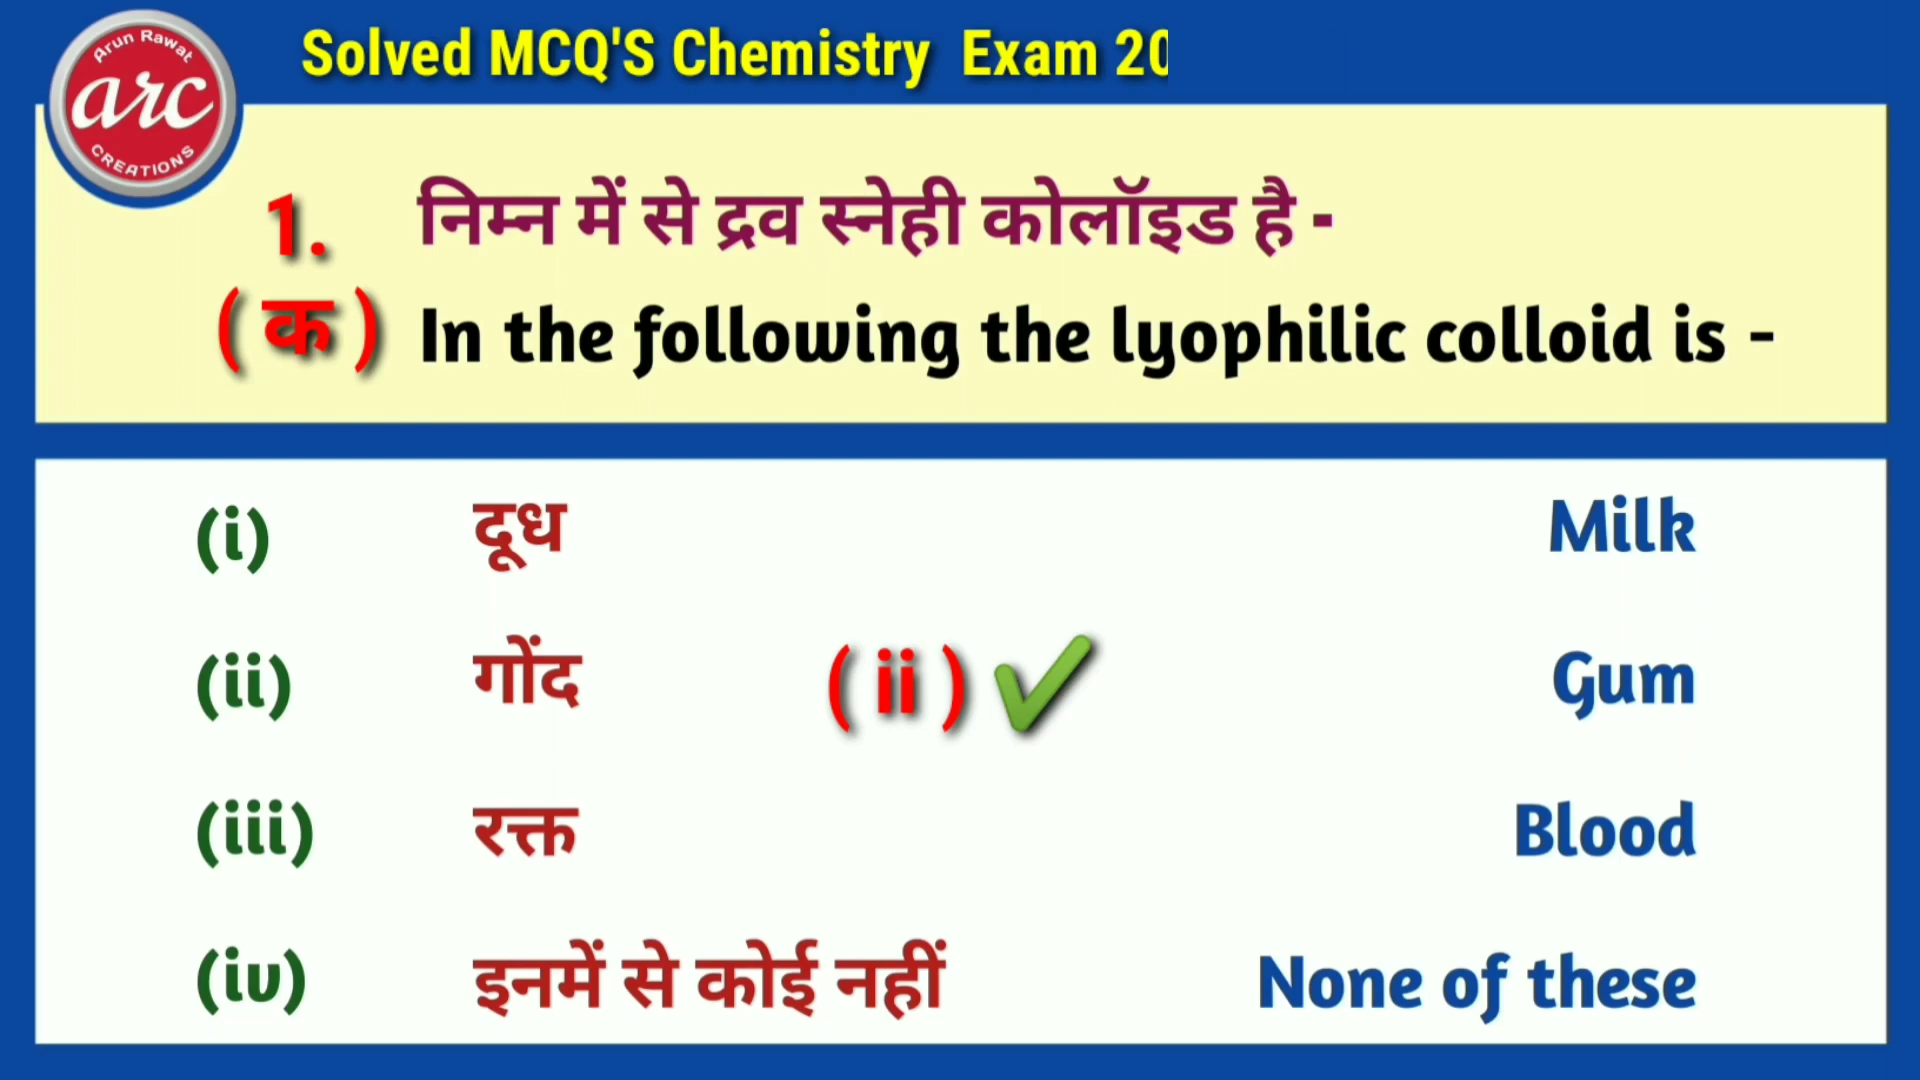 Arun Rawat
arc
CREATIONS
Solved MCQ'S Chemistry Exam 20
1.
निम्न में से द्रव स्नेही कोलॉइड है -
( क )
In the following the lyophilic colloid is -
(i) दूध Milk
(ii) गोंद ( ii ) ✔ Gum
(iii) रक्त Blood
(iv) इनमें से कोई नहीं None of these